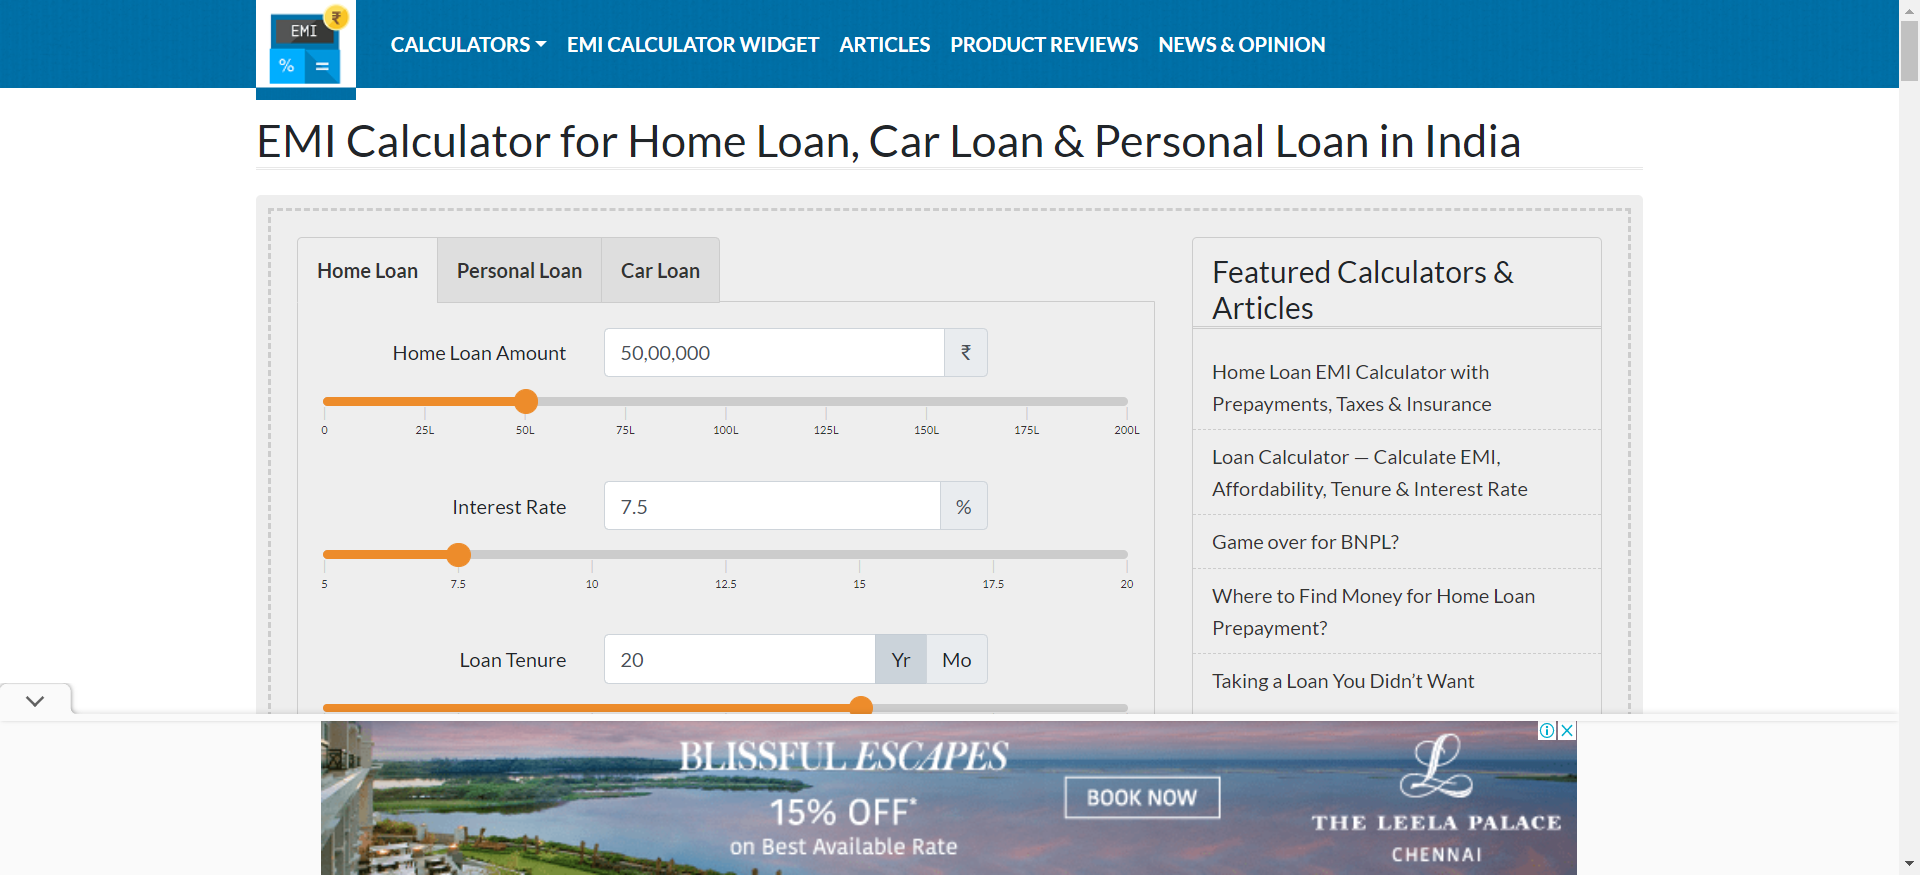 EMI
₹
%
=
CALCULATORS
EMI CALCULATOR WIDGET
ARTICLES
PRODUCT REVIEWS
NEWS & OPINION
EMI Calculator for Home Loan, Car Loan & Personal Loan in India
Home Loan
Personal Loan
Car Loan
Home Loan Amount
50,00,000
₹
0
25L
50L
75L
100L
125L
150L
175L
200L
Interest Rate
7.5
%
5
7.5
10
12.5
15
17.5
20
Loan Tenure
20
Yr
Mo
Featured Calculators &
Articles
Home Loan EMI Calculator with
Prepayments, Taxes & Insurance
Loan Calculator — Calculate EMI,
Affordability, Tenure & Interest Rate
Game over for BNPL?
Where to Find Money for Home Loan
Prepayment?
Taking a Loan You Didn’t Want
BLISSFUL ESCAPES
15% OFF*
on Best Available Rate
BOOK NOW
L
THE LEELA PALACE
CHENNAI